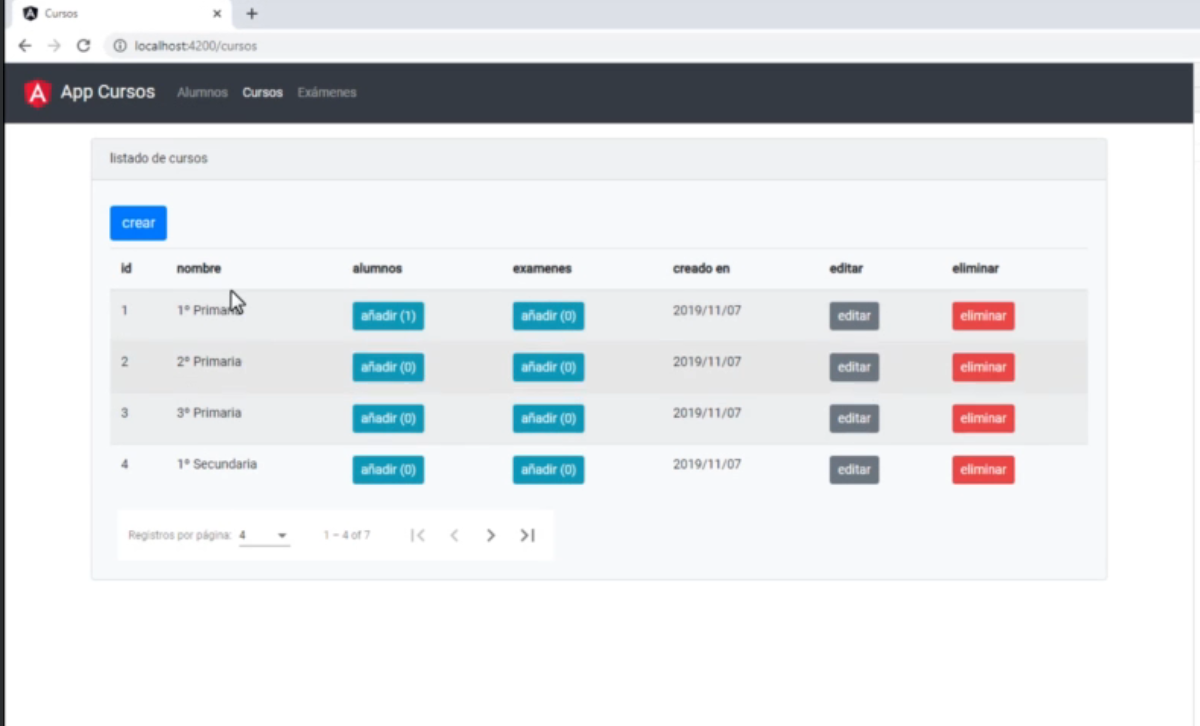 Cursos
localhost:4200/cursos
App Cursos Alumnos Cursos Exámenes
listado de cursos
crear
id nombre alumnos examenes creado en editar eliminar
1 1º Primaria añadir (1) añadir (0) 2019/11/07 editar eliminar
2 2º Primaria añadir (0) añadir (0) 2019/11/07 editar eliminar
3 3º Primaria añadir (0) añadir (0) 2019/11/07 editar eliminar
4 1º Secundaria añadir (0) añadir (0) 2019/11/07 editar eliminar
Registros por página: 4 1 – 4 of 7